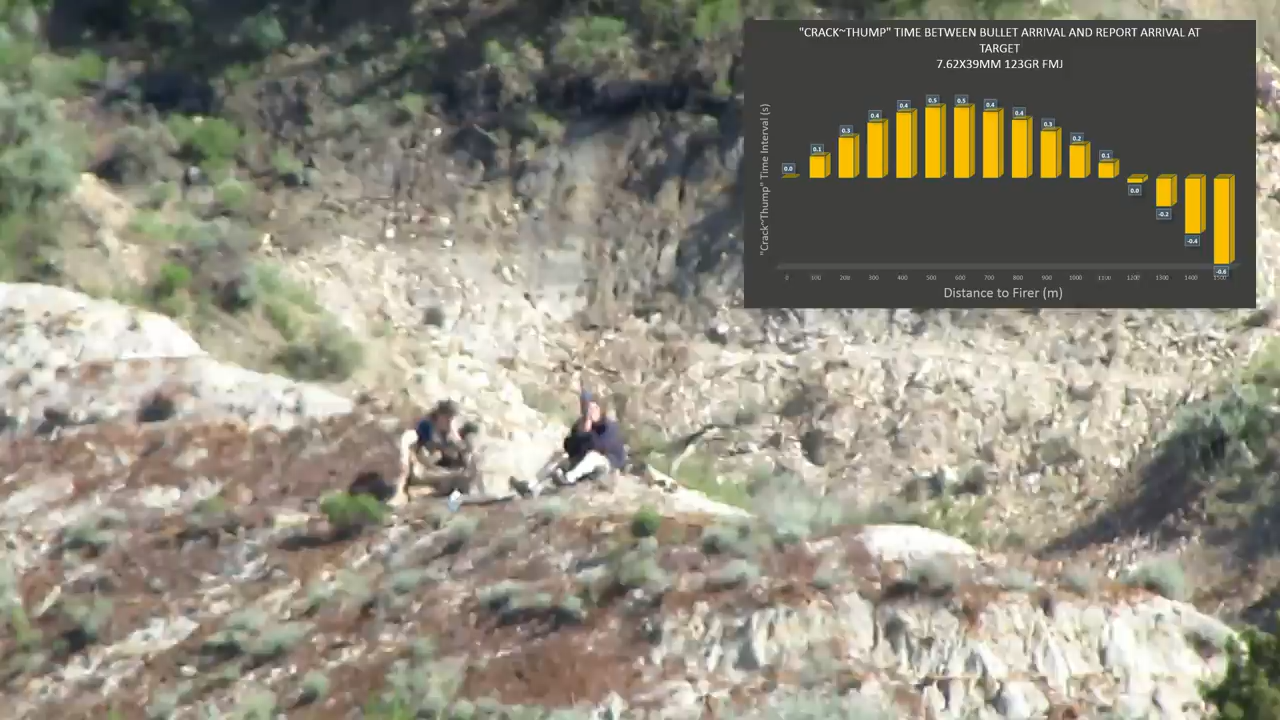 "CRACK~THUMP" TIME BETWEEN BULLET ARRIVAL AND REPORT ARRIVAL AT
TARGET
7.62X39MM 123GR FMJ
"Crack~Thump" Time Interval (s)
0.0 0.1 0.3 0.4 0.4 0.5 0.5 0.4 0.4 0.3 0.2 0.1 0.0 -0.2 -0.4 -0.6
0 100 200 300 400 500 600 700 800 900 1000 1100 1200 1300 1400 1500
Distance to Firer (m)